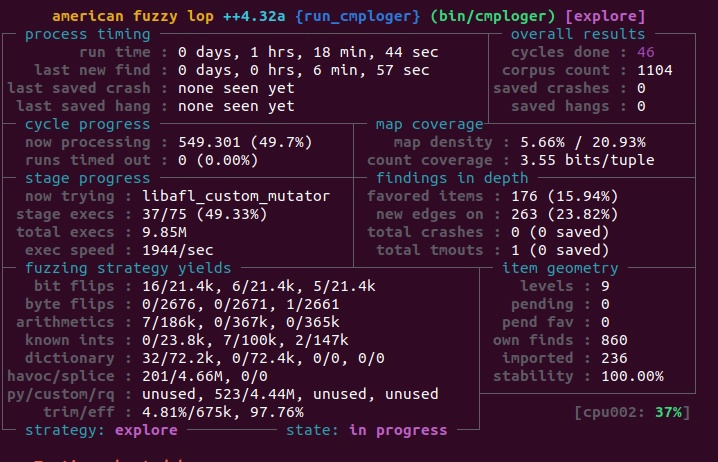 american fuzzy lop ++4.32a {run_cmploger} (bin/cmploger) [explore]
process timing overall results
run time : 0 days, 1 hrs, 18 min, 44 sec cycles done : 46
last new find : 0 days, 0 hrs, 6 min, 57 sec corpus count : 1104
last saved crash : none seen yet saved crashes : 0
last saved hang : none seen yet saved hangs : 0
cycle progress map coverage
now processing : 549.301 (49.7%) map density : 5.66% / 20.93%
runs timed out : 0 (0.00%) count coverage : 3.55 bits/tuple
stage progress findings in depth
now trying : libafl_custom_mutator favored items : 176 (15.94%)
stage execs : 37/75 (49.33%) new edges on : 263 (23.82%)
total execs : 9.85M total crashes : 0 (0 saved)
exec speed : 1944/sec total tmouts : 1 (0 saved)
fuzzing strategy yields item geometry
bit flips : 16/21.4k, 6/21.4k, 5/21.4k levels : 9
byte flips : 0/2676, 0/2671, 1/2661 pending : 0
arithmetics : 7/186k, 0/367k, 0/365k pend fav : 0
known ints : 0/23.8k, 7/100k, 2/147k own finds : 860
dictionary : 32/72.2k, 0/72.4k, 0/0, 0/0 imported : 236
havoc/splice : 201/4.66M, 0/0 stability : 100.00%
py/custom/rq : unused, 523/4.44M, unused, unused
trim/eff : 4.81%/675k, 97.76% [cpu002: 37%]
strategy: explore state: in progress